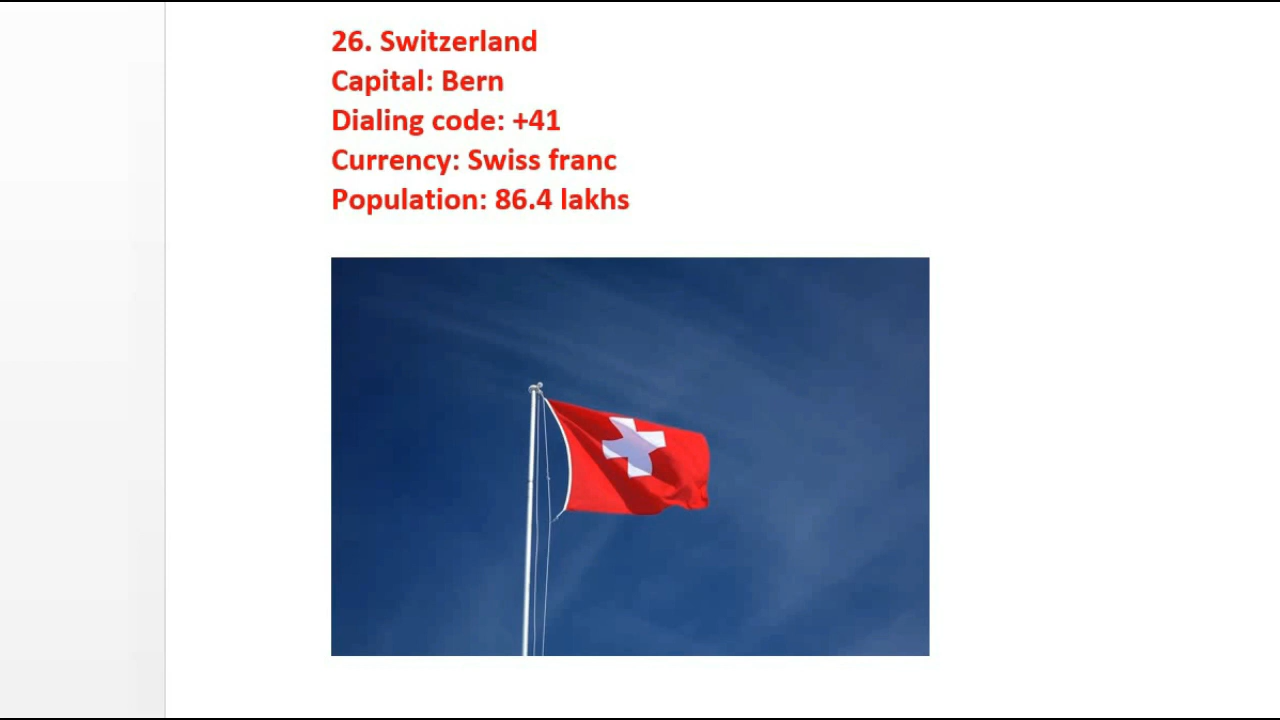 26. Switzerland
Capital: Bern
Dialing code: +41
Currency: Swiss franc
Population: 86.4 lakhs